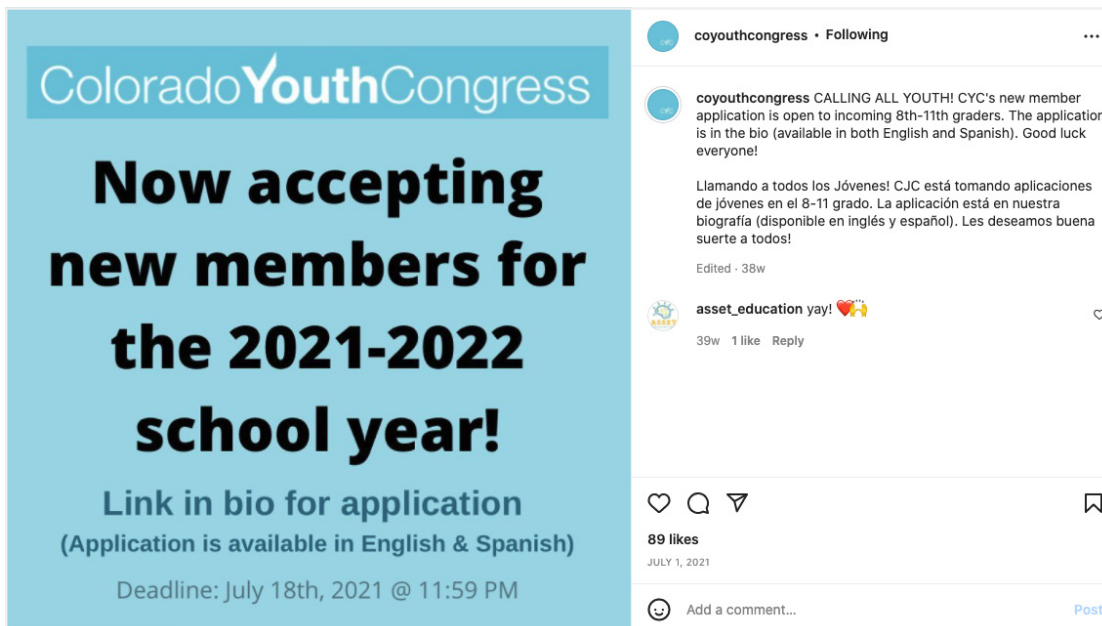 ColoradoYouthCongress
Now accepting
new members for
the 2021-2022
school year!
Link in bio for application
(Application is available in English & Spanish)
Deadline: July 18th, 2021 @ 11:59 PM
coyouthcongress • Following
coyouthcongress CALLING ALL YOUTH! CYC's new member
application is open to incoming 8th-11th graders. The application
is in the bio (available in both English and Spanish). Good luck
everyone!
Llamando a todos los Jóvenes! CJC está tomando aplicaciones
de jóvenes en el 8-11 grado. La aplicación está en nuestra
biografía (disponible en inglés y español). Les deseamos buena
suerte a todos!
Edited · 38w
asset_education yay! ❤️🙌
39w 1 like Reply
89 likes
JULY 1, 2021
Add a comment...
Post